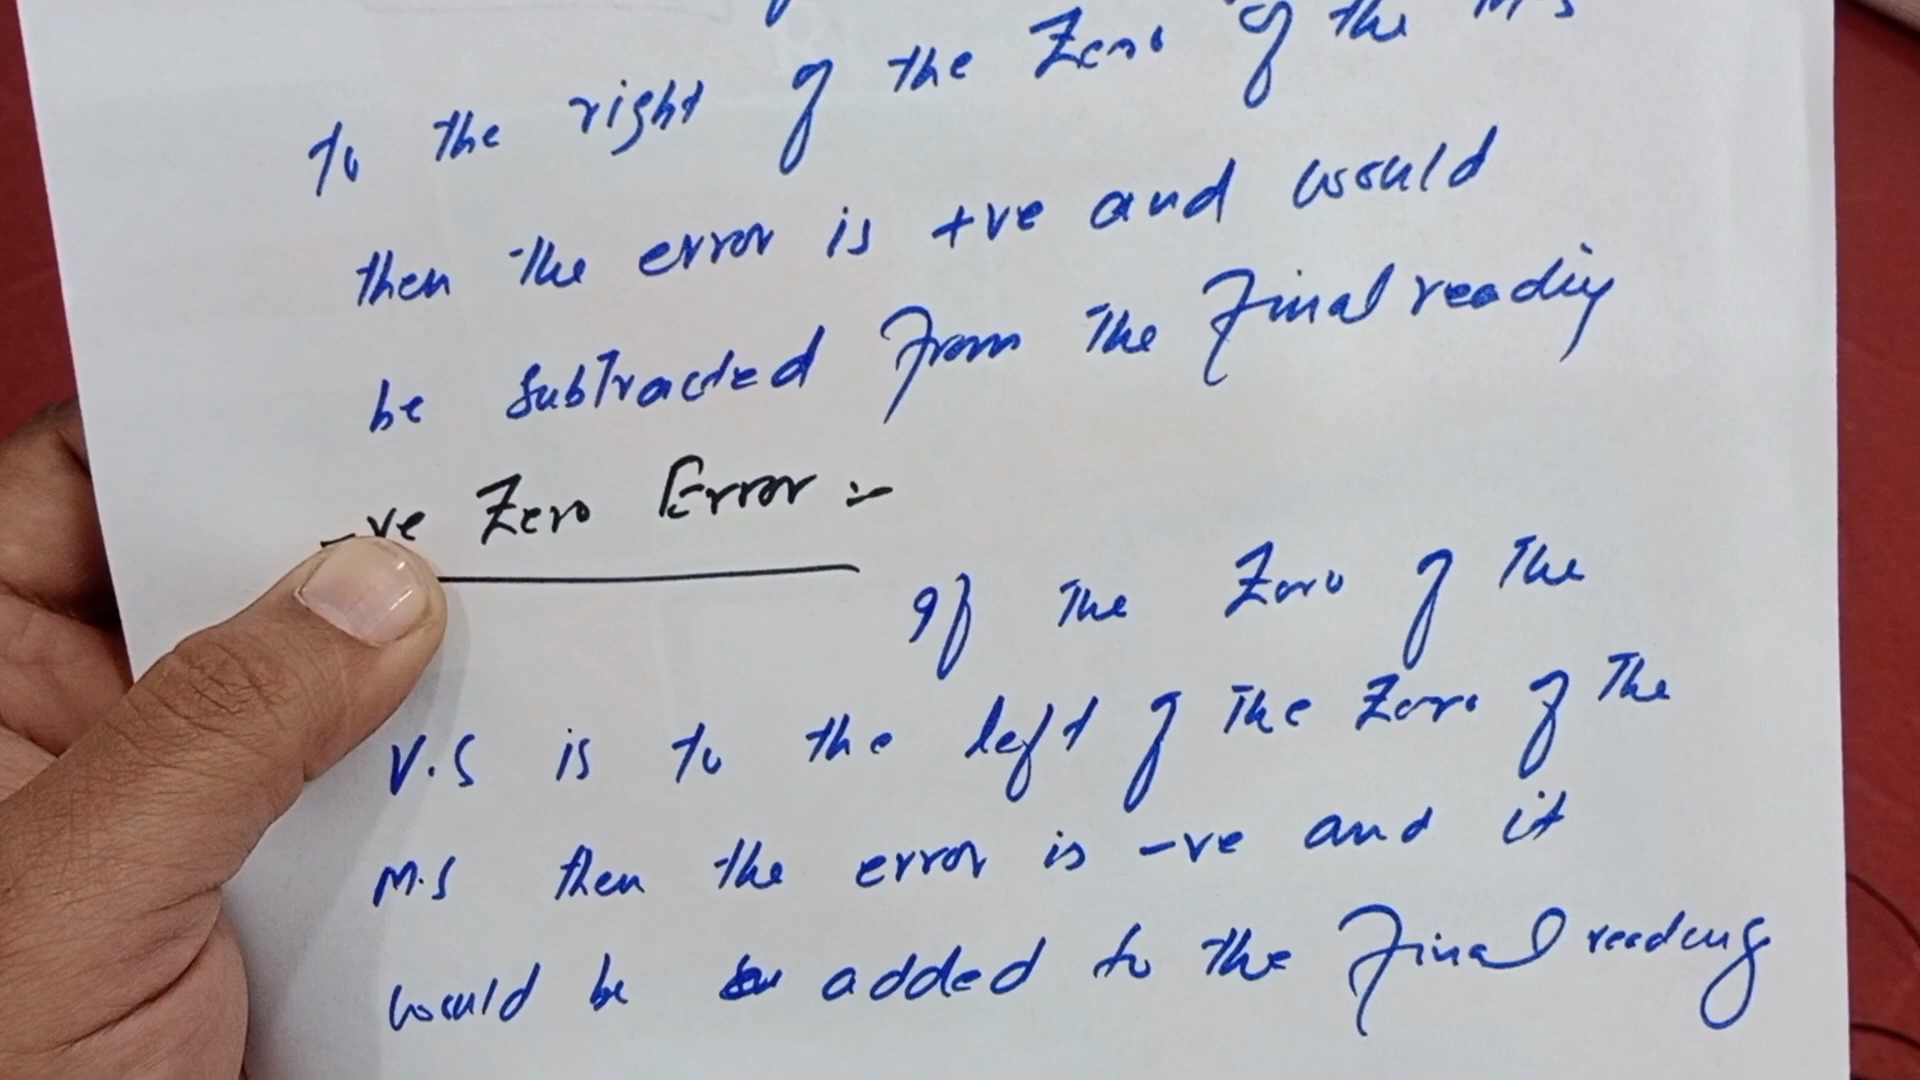 to the right of the Zero of the M.S
then the error is +ve and would
be subtracted from the Final reading
-ve Zero Error :-
If The Zero of The
V.S is to the left of The Zero of The
M.S then the error is -ve and it
would be added to the Final reading